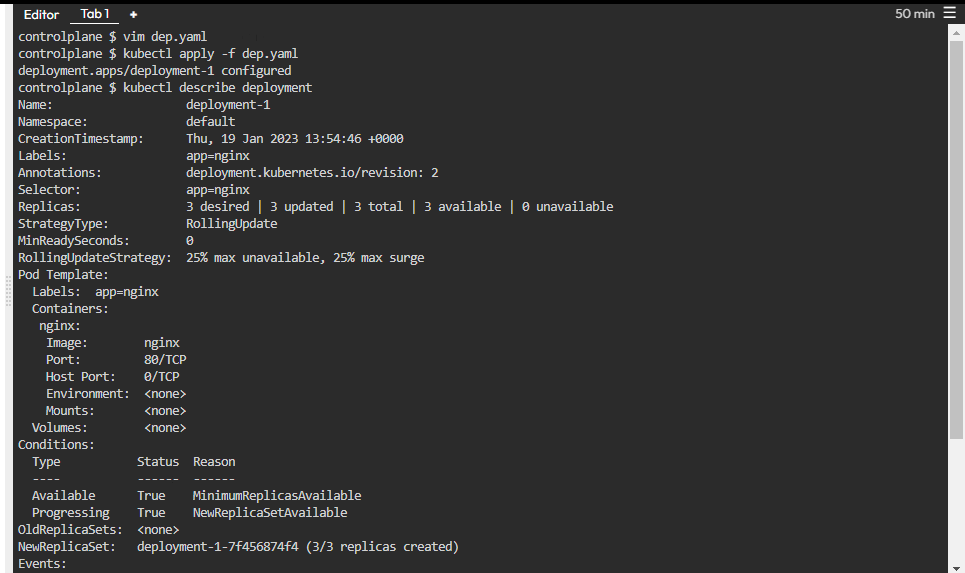 Editor Tab 1 + 50 min
controlplane $ vim dep.yaml
controlplane $ kubectl apply -f dep.yaml
deployment.apps/deployment-1 configured
controlplane $ kubectl describe deployment
Name:                   deployment-1
Namespace:              default
CreationTimestamp:      Thu, 19 Jan 2023 13:54:46 +0000
Labels:                 app=nginx
Annotations:            deployment.kubernetes.io/revision: 2
Selector:               app=nginx
Replicas:               3 desired | 3 updated | 3 total | 3 available | 0 unavailable
StrategyType:           RollingUpdate
MinReadySeconds:        0
RollingUpdateStrategy:  25% max unavailable, 25% max surge
Pod Template:
  Labels:  app=nginx
  Containers:
   nginx:
    Image:        nginx
    Port:         80/TCP
    Host Port:    0/TCP
    Environment:  <none>
    Mounts:       <none>
  Volumes:        <none>
Conditions:
  Type           Status  Reason
  ----           ------  ------
  Available      True    MinimumReplicasAvailable
  Progressing    True    NewReplicaSetAvailable
OldReplicaSets:  <none>
NewReplicaSet:   deployment-1-7f456874f4 (3/3 replicas created)
Events: